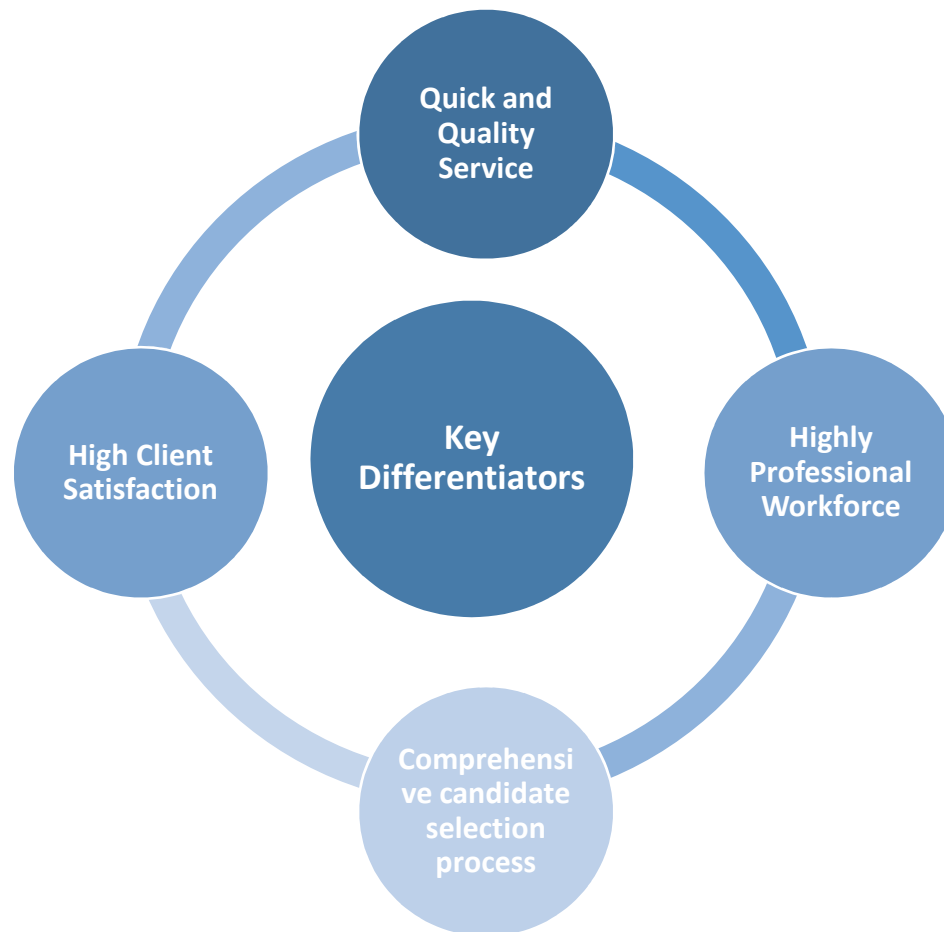 Quick and
Quality
Service
Key
Differentiators
High Client
Satisfaction
Highly
Professional
Workforce
Comprehensi
ve candidate
selection
process